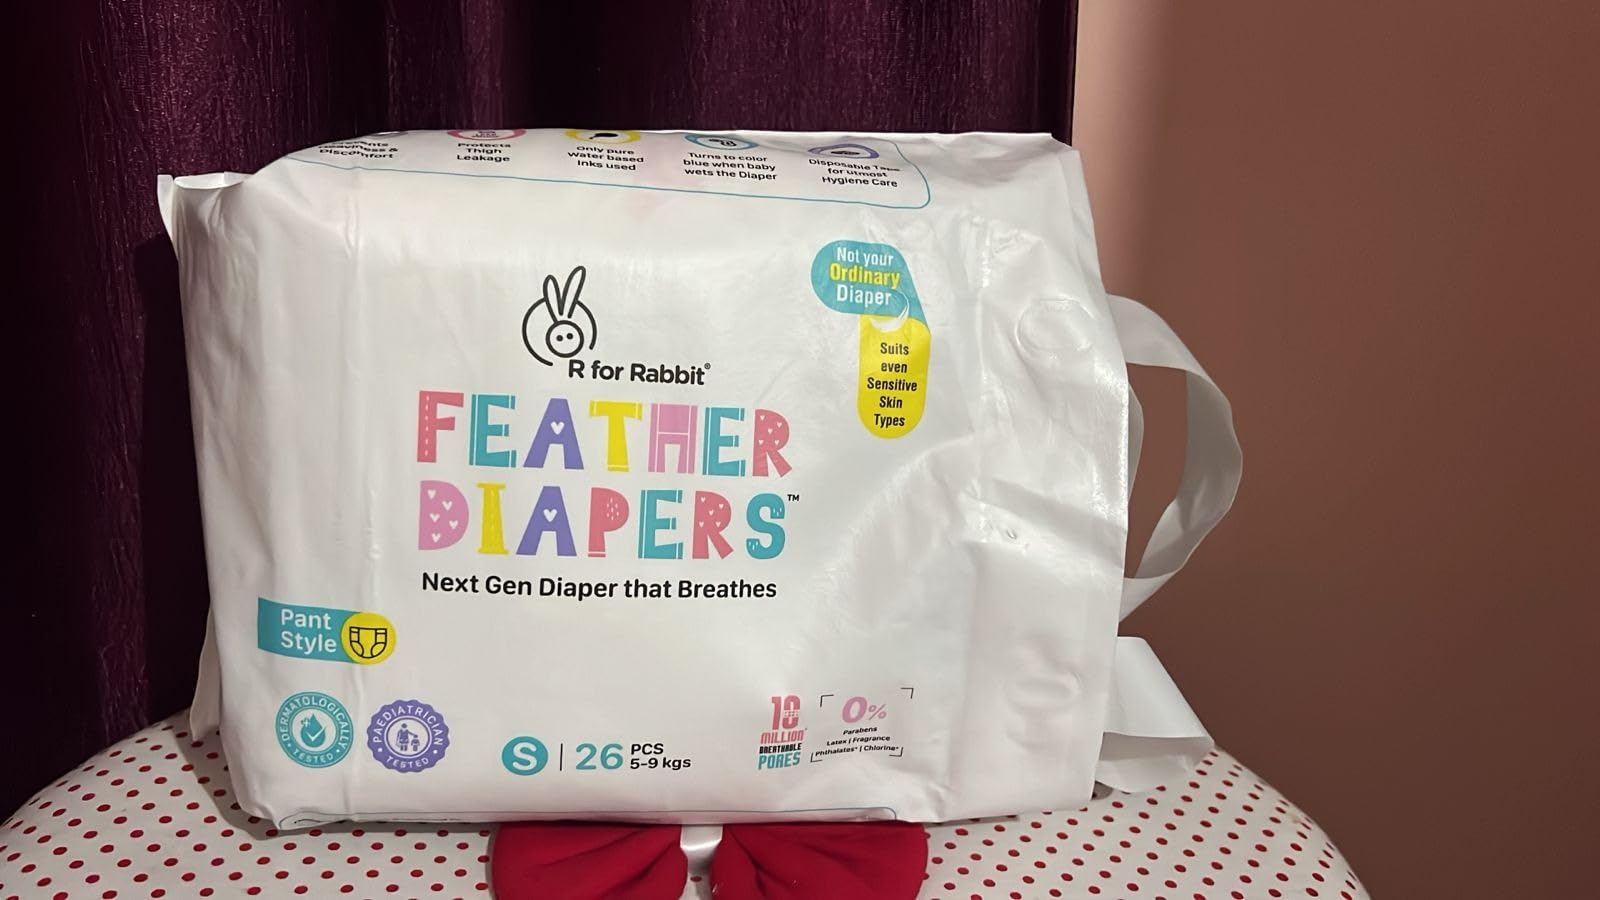 Discomfort
Protects
Thigh
Leakage
Only pure
Water based
Inks used
Turns to color
blue when baby
wets the Diaper
Disposable Tape
for utmost
Hygiene Care
Not your
Ordinary
Diaper
Suits
even
Sensitive
Skin
Types
R for Rabbit®
FEATHER
DIAPERS™
Next Gen Diaper that Breathes
Pant
Style
DERMATOLOGICALLY
TESTED
PAEDIATRICIAN
TESTED
S | 26 PCS
5-9 kgs
10
MILLION*
BREATHABLE
PORES
0%
Parabens
Latex | Fragrance
Phthalates* | Chlorine*